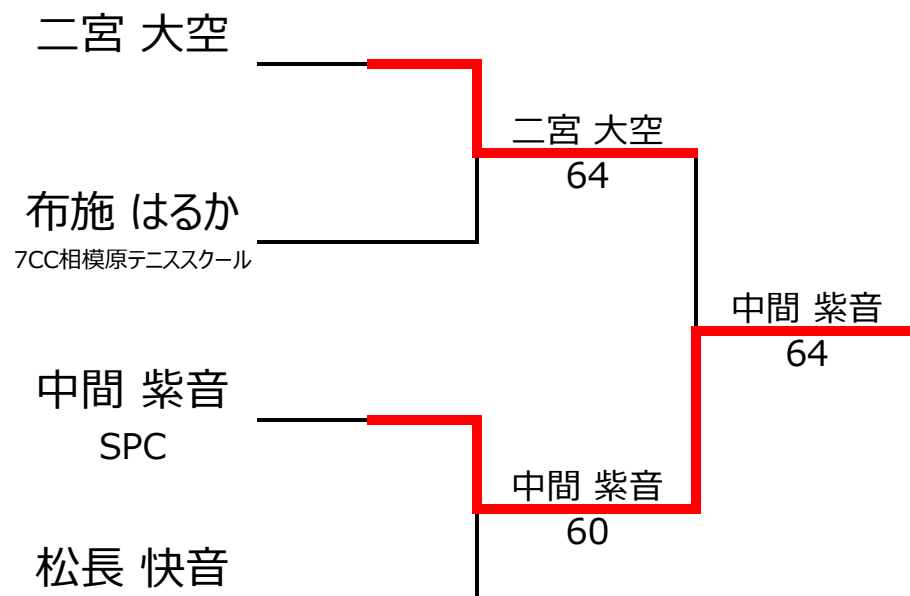 二宮 大空
二宮 大空
64
布施 はるか
7CC相模原テニススクール
中間 紫音
64
中間 紫音
SPC
中間 紫音
60
松長 快音